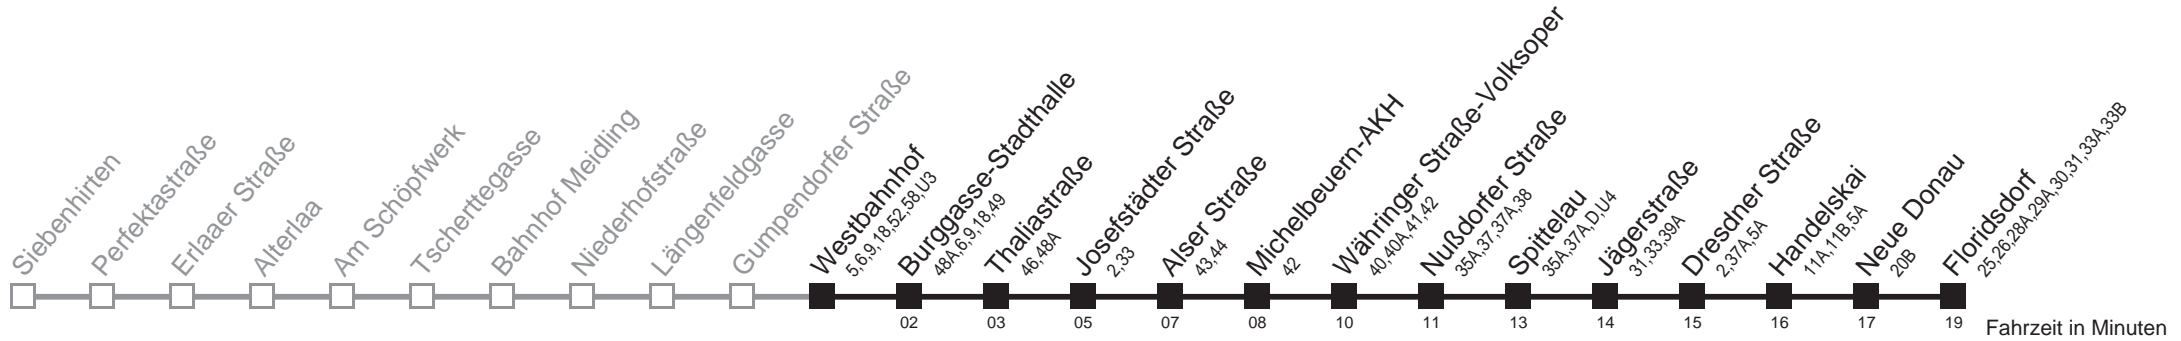 Siebenhirten
Perfektastraße
Erlaaer Straße
Alterlaa
Am Schöpfwerk
Tscherttegasse
Bahnhof Meidling
Niederhofstraße
Längenfeldgasse
Gumpendorfer Straße
Westbahnhof
5,6,9,18,52,58,U3
Burggasse-Stadthalle
48A,6,9,18,49
Thaliastraße
46,48A
Josefstädter Straße
2,33
Alser Straße
43,44
Michelbeuern-AKH
42
Währinger Straße-Volksoper
40,40A,41,42
Nußdorfer Straße
35A,37,37A,38
Spittelau
35A,37A,D,U4
Jägerstraße
31,33,39A
Dresdner Straße
2,37A,5A
Handelskai
11A,11B,5A
Neue Donau
20B
Floridsdorf
25,26,28A,29A,30,31,33A,33B
02 03 05 07 08 10 11 13 14 15 16 17 19
Fahrzeit in Minuten